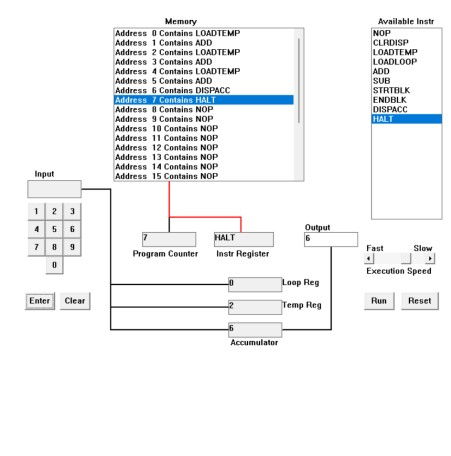 Memory
Available Instr
Address 0 Contains LOADTEMP
Address 1 Contains ADD
Address 2 Contains LOADTEMP
Address 3 Contains ADD
Address 4 Contains LOADTEMP
Address 5 Contains ADD
Address 6 Contains DISPACC
Address 7 Contains HALT
Address 8 Contains NOP
Address 9 Contains NOP
Address 10 Contains NOP
Address 11 Contains NOP
Address 12 Contains NOP
Address 13 Contains NOP
Address 14 Contains NOP
Address 15 Contains NOP
NOP
CLRDISP
LOADTEMP
LOADLOOP
ADD
SUB
STRTBLK
ENDBLK
DISPACC
HALT
Input
1 2 3
4 5 6
7 8 9
0
Enter Clear
7
Program Counter
HALT
Instr Register
Output
6
Fast Slow
Execution Speed
Run Reset
0 Loop Reg
2 Temp Reg
6
Accumulator